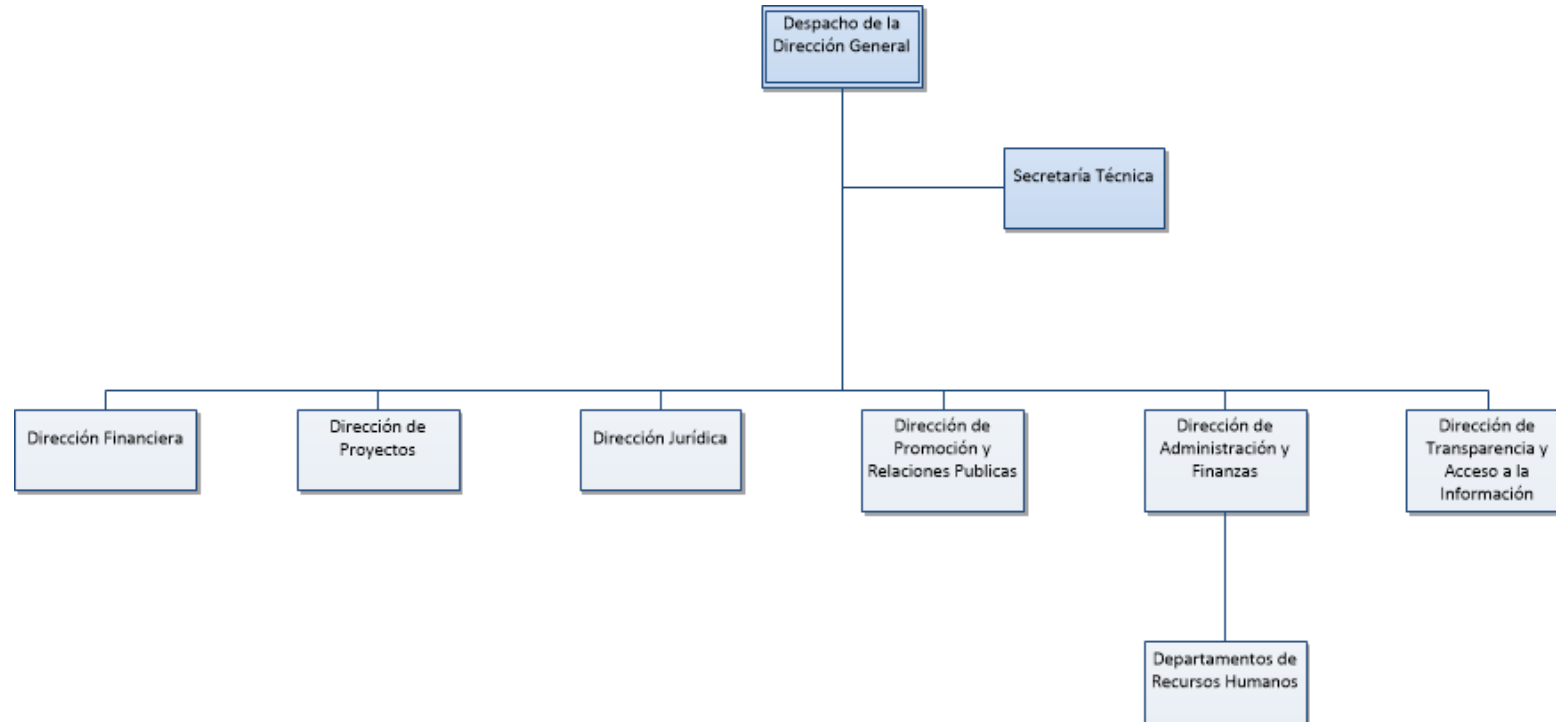 Despacho de la
Dirección General
Secretaría Técnica
Dirección Financiera
Dirección de
Proyectos
Dirección Jurídica
Dirección de
Promoción y
Relaciones Publicas
Dirección de
Administración y
Finanzas
Dirección de
Transparencia y
Acceso a la
Información
Departamentos de
Recursos Humanos